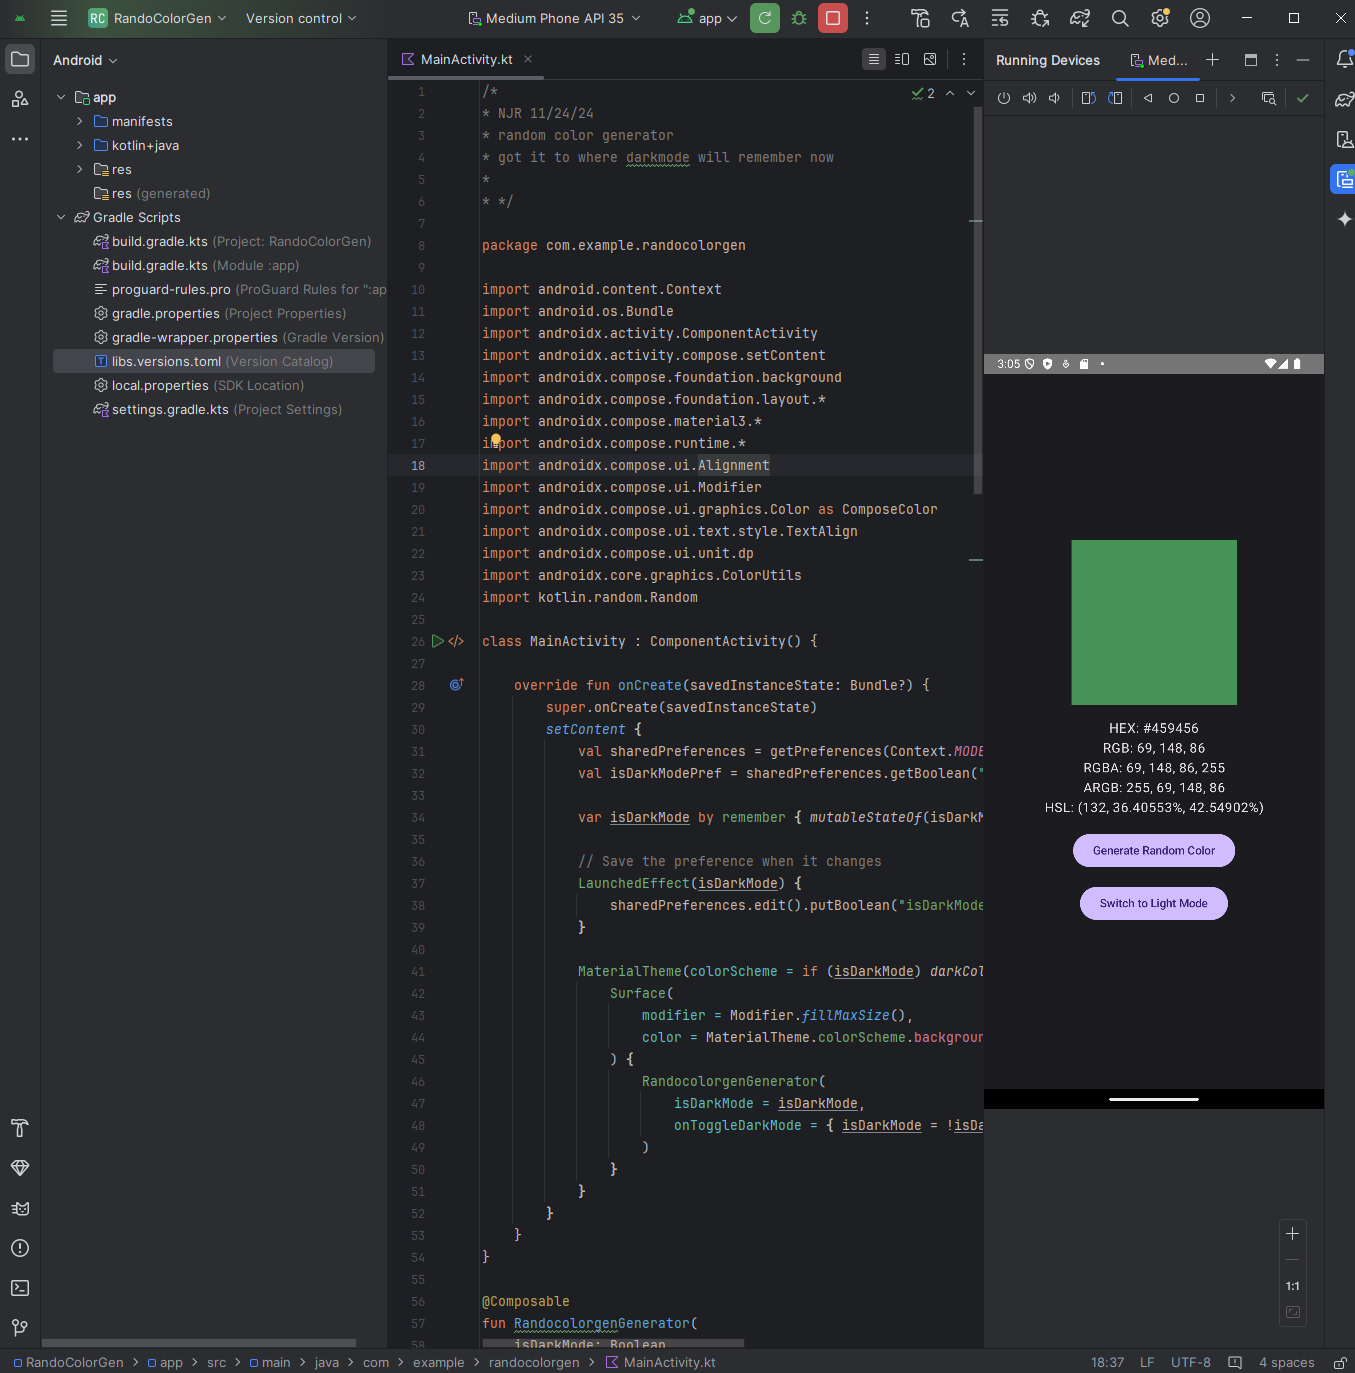 RC RandoColorGen Version control Medium Phone API 35 app
Android
app
manifests
kotlin+java
res
res (generated)
Gradle Scripts
build.gradle.kts (Project: RandoColorGen)
build.gradle.kts (Module :app)
proguard-rules.pro (ProGuard Rules for ":ap
gradle.properties (Project Properties)
gradle-wrapper.properties (Gradle Version)
libs.versions.toml (Version Catalog)
local.properties (SDK Location)
settings.gradle.kts (Project Settings)
MainActivity.kt
2
1 /*
2 * NJR 11/24/24
3 * random color generator
4 * got it to where darkmode will remember now
5 *
6 * */
7
8 package com.example.randocolorgen
9
10 import android.content.Context
11 import android.os.Bundle
12 import androidx.activity.ComponentActivity
13 import androidx.activity.compose.setContent
14 import androidx.compose.foundation.background
15 import androidx.compose.foundation.layout.*
16 import androidx.compose.material3.*
17 import androidx.compose.runtime.*
18 import androidx.compose.ui.Alignment
19 import androidx.compose.ui.Modifier
20 import androidx.compose.ui.graphics.Color as ComposeColor
21 import androidx.compose.ui.text.style.TextAlign
22 import androidx.compose.ui.unit.dp
23 import androidx.core.graphics.ColorUtils
24 import kotlin.random.Random
25
26 class MainActivity : ComponentActivity() {
27
28 override fun onCreate(savedInstanceState: Bundle?) {
29 super.onCreate(savedInstanceState)
30 setContent {
31 val sharedPreferences = getPreferences(Context.MODE
32 val isDarkModePref = sharedPreferences.getBoolean("
33
34 var isDarkMode by remember { mutableStateOf(isDarkM
35
36 // Save the preference when it changes
37 LaunchedEffect(isDarkMode) {
38 sharedPreferences.edit().putBoolean("isDarkMode
39 }
40
41 MaterialTheme(colorScheme = if (isDarkMode) darkCol
42 Surface(
43 modifier = Modifier.fillMaxSize(),
44 color = MaterialTheme.colorScheme.backgroun
45 ) {
46 RandocolorgenGenerator(
47 isDarkMode = isDarkMode,
48 onToggleDarkMode = { isDarkMode = !isDa
49 )
50 }
51 }
52 }
53 }
54 }
55
56 @Composable
57 fun RandocolorgenGenerator(
58 isDarkMode: Boolean
Running Devices Med...
3:05
HEX: #459456
RGB: 69, 148, 86
RGBA: 69, 148, 86, 255
ARGB: 255, 69, 148, 86
HSL: (132, 36.40553%, 42.54902%)
Generate Random Color
Switch to Light Mode
1:1
RandoColorGen > app > src > main > java > com > example > randocolorgen > MainActivity.kt
18:37 LF UTF-8 4 spaces